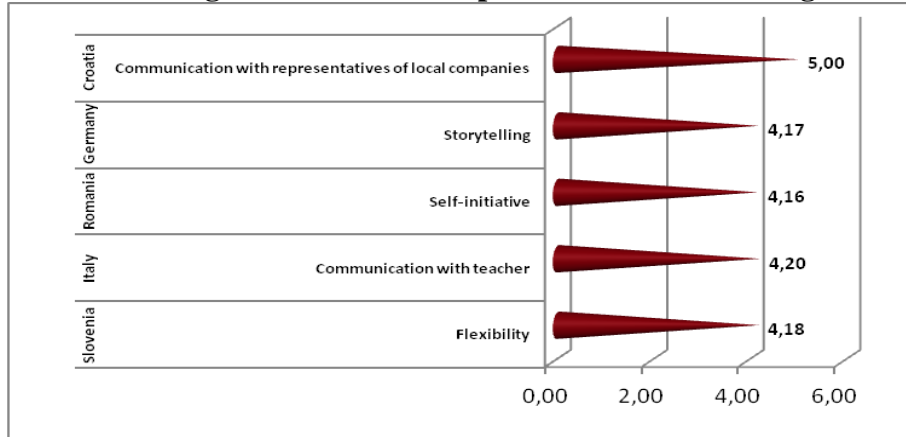 Croatia
Communication with representatives of local companies
5,00
Germany
Storytelling
4,17
Romania
Self-initiative
4,16
Italy
Communication with teacher
4,20
Slovenia
Flexibility
4,18
0,00 2,00 4,00 6,00